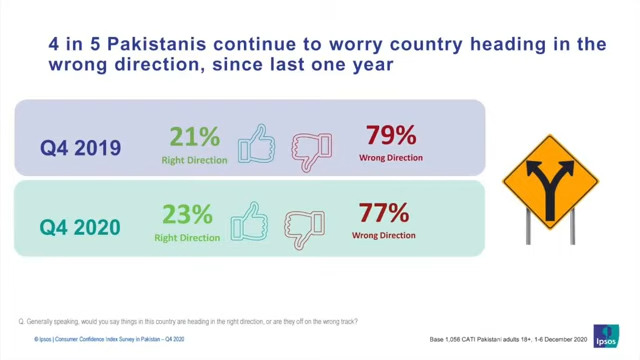 4 in 5 Pakistanis continue to worry country heading in the
wrong direction, since last one year
Q4 2019
21%
Right Direction
79%
Wrong Direction
Q4 2020
23%
Right Direction
77%
Wrong Direction
Q. Generally speaking, would you say things in this country are heading in the right direction, or are they off on the wrong track?
© Ipsos | Consumer Confidence Index Survey in Pakistan – Q4 2020
Base 1,056 CATI Pakistani adults 18+, 1-6 December 2020
Ipsos